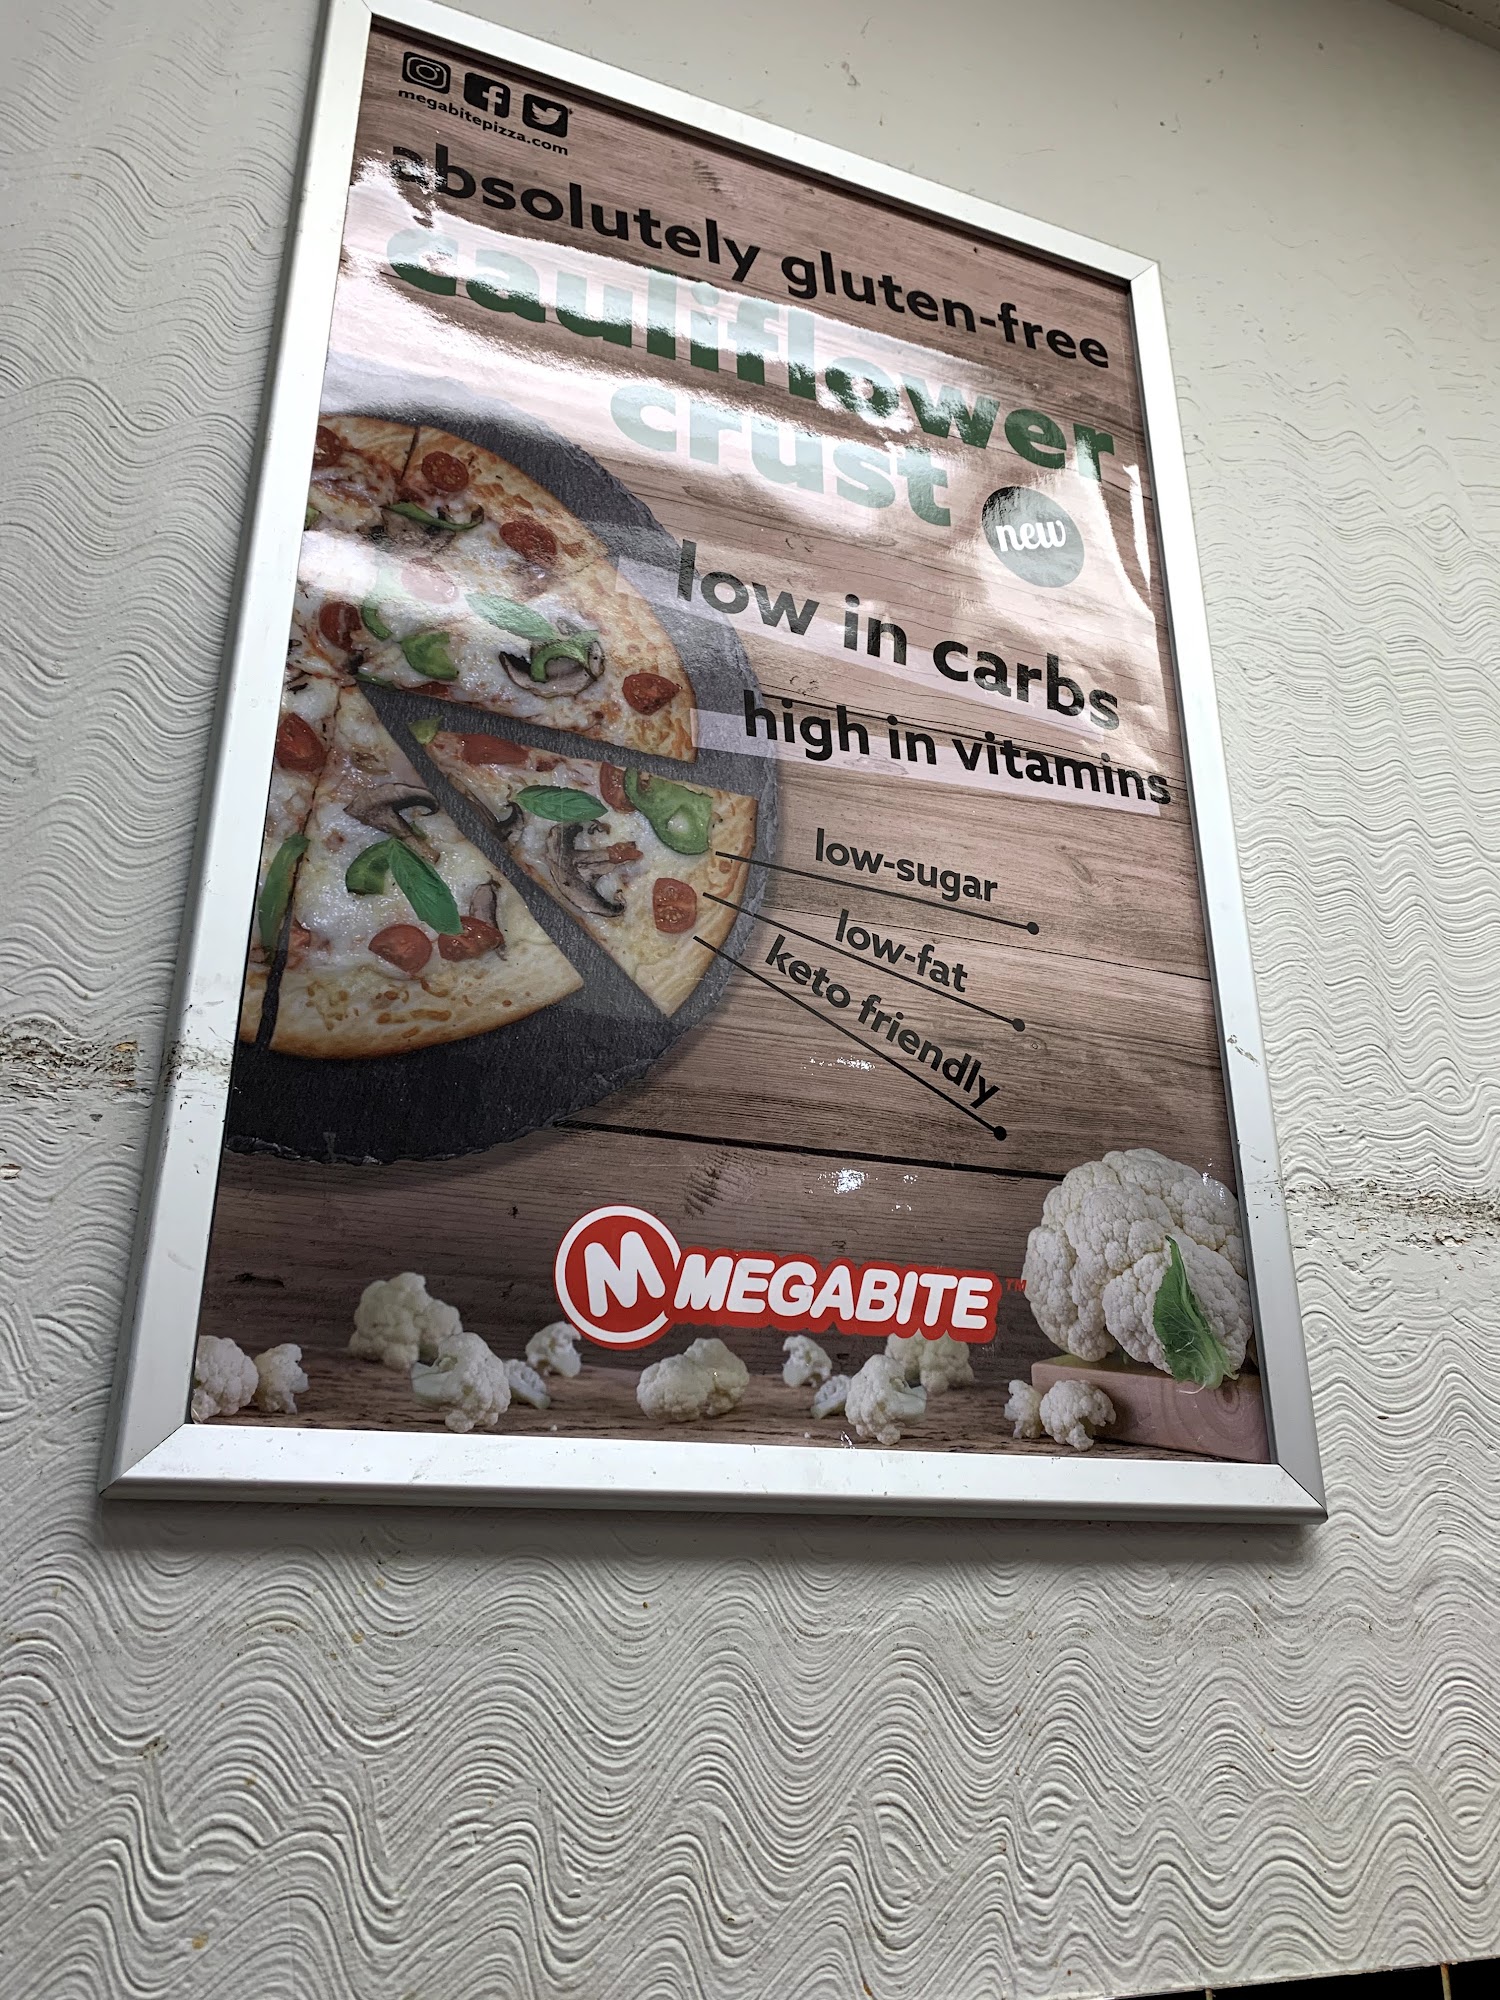 megabitepizza.com
absolutely gluten-free
cauliflower
crust
new
low in carbs
high in vitamins
low-sugar
low-fat
keto friendly
M MEGABITE™